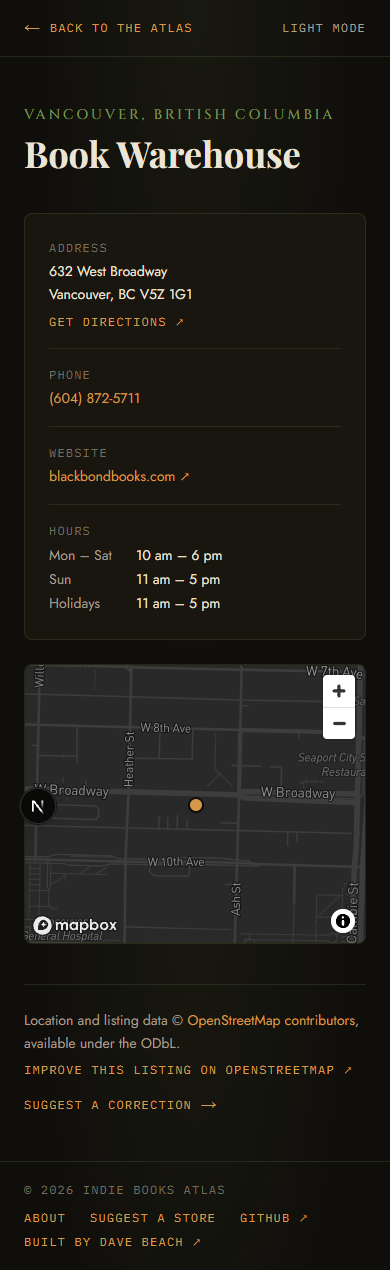 ← BACK TO THE ATLAS
LIGHT MODE
VANCOUVER, BRITISH COLUMBIA
Book Warehouse
ADDRESS
632 West Broadway
Vancouver, BC V5Z 1G1
GET DIRECTIONS ↗
PHONE
(604) 872-5711
WEBSITE
blackbondbooks.com ↗
HOURS
Mon – Sat 10 am – 6 pm
Sun 11 am – 5 pm
Holidays 11 am – 5 pm
W 7th Ave
W 8th Ave
Heather St
Seaport City S
Restaura
W Broadway
W Broadway
N
W 10th Ave
Ash St
Cambie St
General Hospital
mapbox
Location and listing data © OpenStreetMap contributors,
available under the ODbL.
IMPROVE THIS LISTING ON OPENSTREETMAP ↗
SUGGEST A CORRECTION →
© 2026 INDIE BOOKS ATLAS
ABOUT SUGGEST A STORE GITHUB ↗
BUILT BY DAVE BEACH ↗